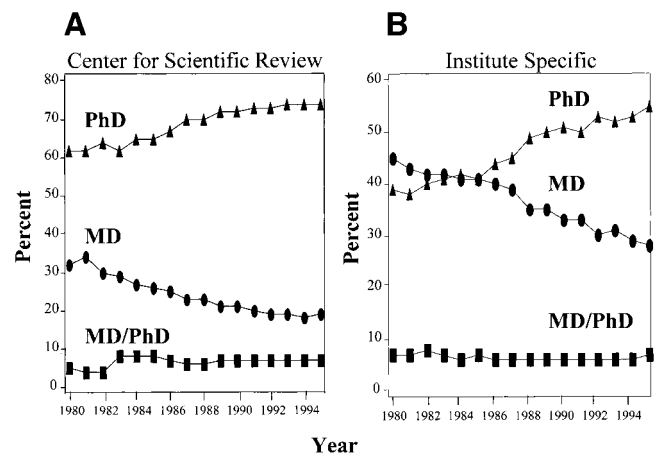 A
B
Center for Scientific Review
Institute Specific
80
70
60
50
40
30
20
10
0
Percent
PhD
MD
MD/PhD
1980 1982 1984 1986 1988 1990 1992 1994
60
50
40
30
20
10
0
Percent
PhD
MD
MD/PhD
1980 1982 1984 1986 1988 1990 1994
Year